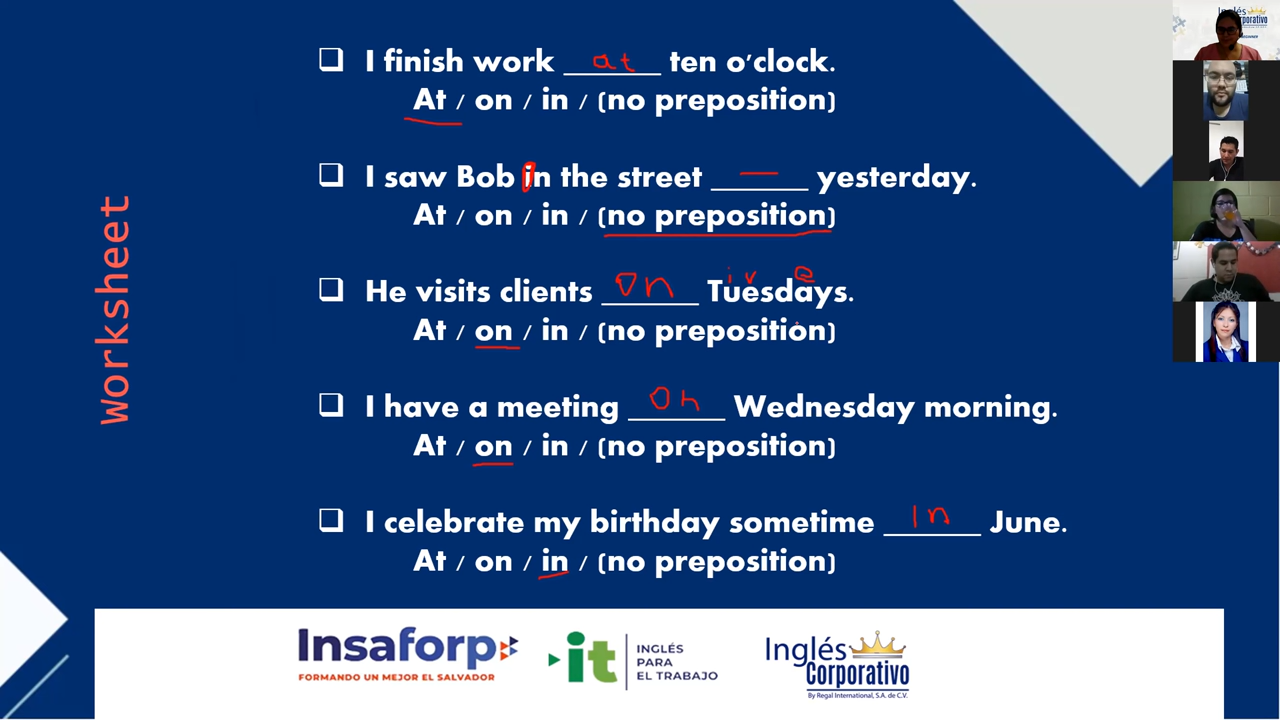 Worksheet
❑ I finish work at ten o'clock.
At / on / in / (no preposition)
❑ I saw Bob in the street — yesterday.
At / on / in / (no preposition)
i v e
❑ He visits clients on Tuesdays.
At / on / in / (no preposition)
❑ I have a meeting on Wednesday morning.
At / on / in / (no preposition)
❑ I celebrate my birthday sometime in June.
At / on / in / (no preposition)
Insaforp
FORMANDO UN MEJOR EL SALVADOR
it
INGLÉS
PARA
EL TRABAJO
Inglés
Corporativo
By Regal International, S.A. de C.V.
Inglés
Corporativo